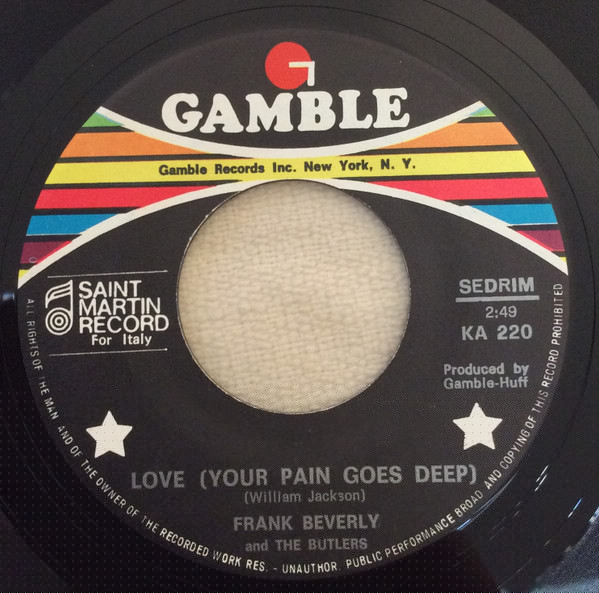 G
GAMBLE
Gamble Records Inc. New York, N. Y.
SAINT
MARTIN
RECORD
For Italy
SEDRIM
2:49
KA 220
Produced by
Gamble-Huff
LOVE (YOUR PAIN GOES DEEP)
(William Jackson)
FRANK BEVERLY
and THE BUTLERS
ALL RIGHTS OF THE MAN. AND OF THE OWNER OF THE RECORDED WORK RES. - UNAUTHOR. PUBLIC PERFORMANCE BROAD AND COPYING OF THIS RECORD PROHIBITED